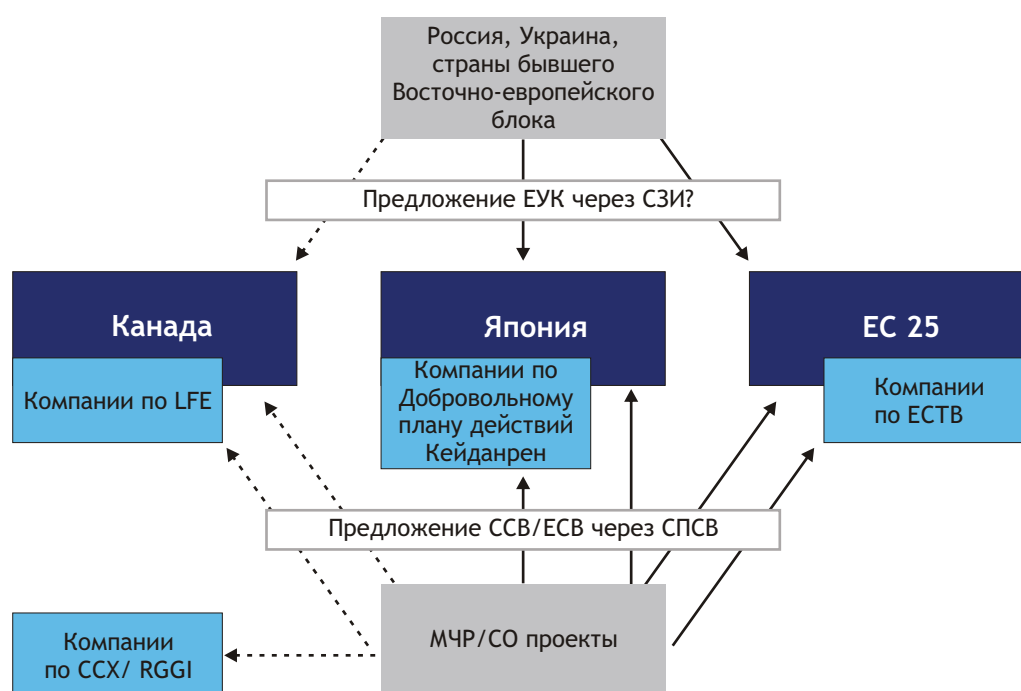 Россия, Украина,
страны бывшего
Восточно-европейского
блока
Предложение ЕУК через СЗИ?
Канада
Япония
ЕС 25
Компании по LFE
Компании по
Добровольному
плану действий
Кейданрен
Компании
по ЕСТВ
Предложение ССВ/ЕСВ через СПСВ
Компании
по CCX/ RGGI
МЧР/СО проекты